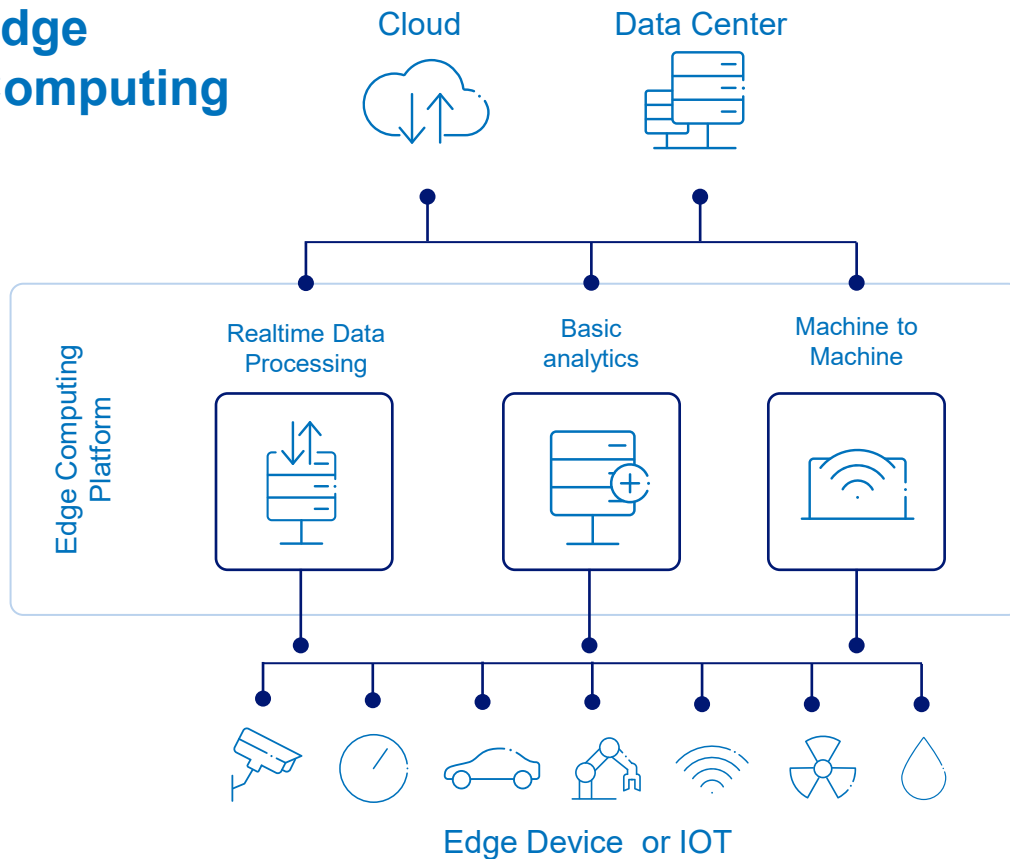 dge
omputing
Cloud
Data Center
Realtime Data
Processing
Basic
analytics
Machine to
Machine
Edge Computing
Platform
Edge Device or IOT